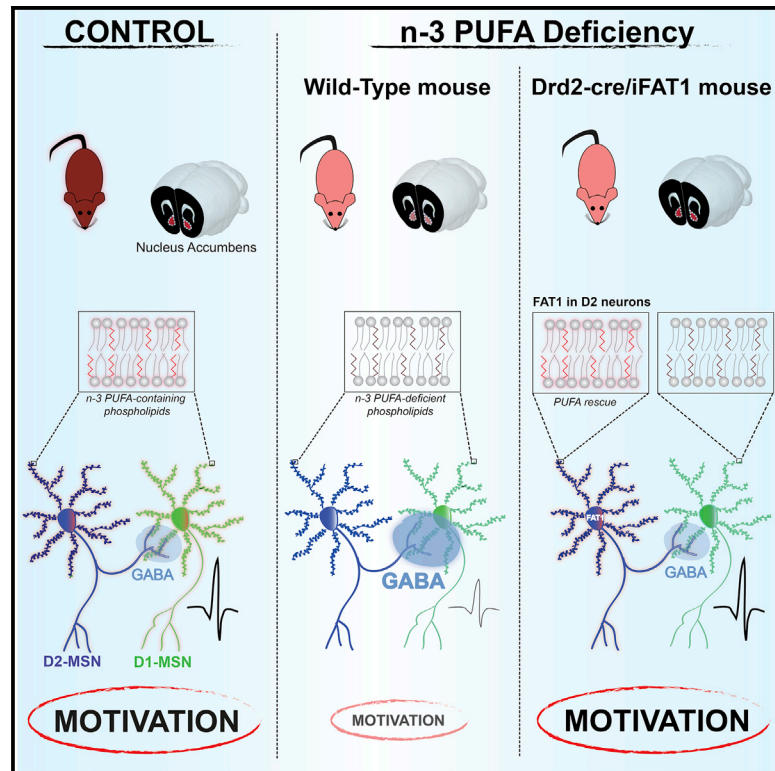 CONTROL
n-3 PUFA Deficiency
Wild-Type mouse
Drd2-cre/iFAT1 mouse
Nucleus Accumbens
FAT1 in D2 neurons
n-3 PUFA-containing
phospholipids
n-3 PUFA-deficient
phospholipids
PUFA rescue
GABA
D2-MSN
D1-MSN
GABA
FAT1
GABA
MOTIVATION
MOTIVATION
MOTIVATION